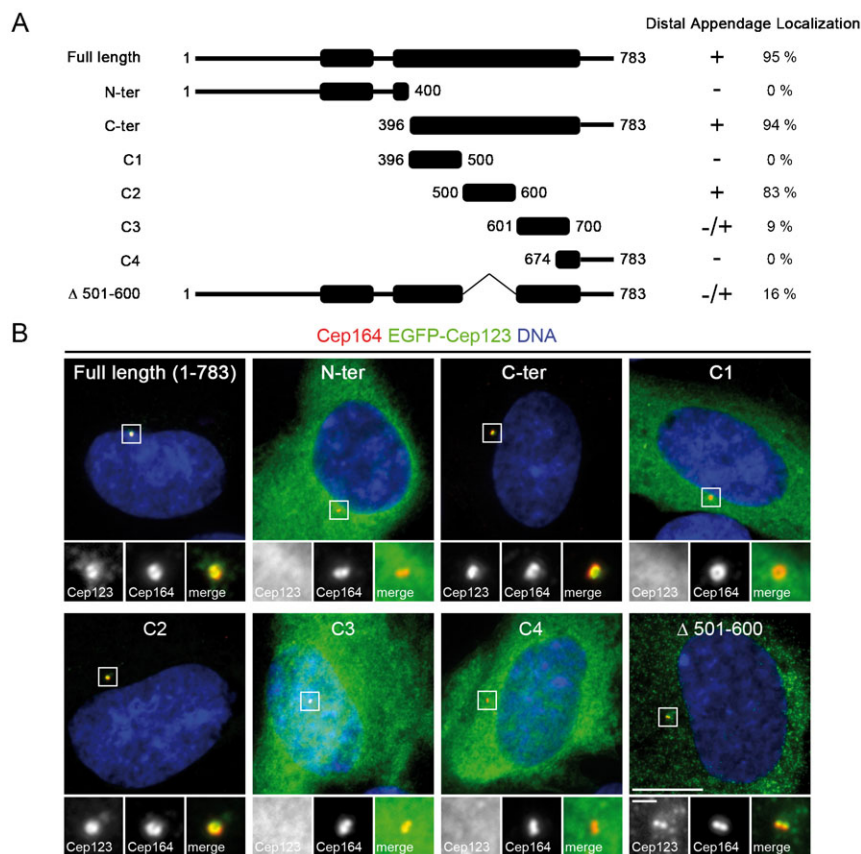 A
Distal Appendage Localization
Full length 1 783 + 95 %
N-ter 1 400 - 0 %
C-ter 396 783 + 94 %
C1 396 500 - 0 %
C2 500 600 + 83 %
C3 601 700 -/+ 9 %
C4 674 783 - 0 %
Δ 501-600 1 783 -/+ 16 %
B
Cep164 EGFP-Cep123 DNA
Full length (1-783) N-ter C-ter C1
Cep123 Cep164 merge Cep123 Cep164 merge Cep123 Cep164 merge Cep123 Cep164 merge
C2 C3 C4 Δ 501-600
Cep123 Cep164 merge Cep123 Cep164 merge Cep123 Cep164 merge Cep123 Cep164 merge